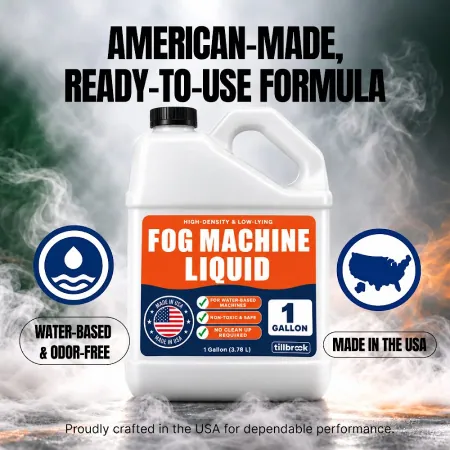 AMERICAN-MADE,
READY-TO-USE FORMULA
HIGH-DENSITY & LOW-LYING
FOG MACHINE
LIQUID
MADE IN USA
MADE IN USA
FOR WATER-BASED
MACHINES
NON-TOXIC & SAFE
NO CLEAN UP
REQUIRED
1
GALLON
1 Gallon (3.78 L)
tillbrook
WATER-BASED
& ODOR-FREE
MADE IN THE USA
Proudly crafted in the USA for dependable performance.